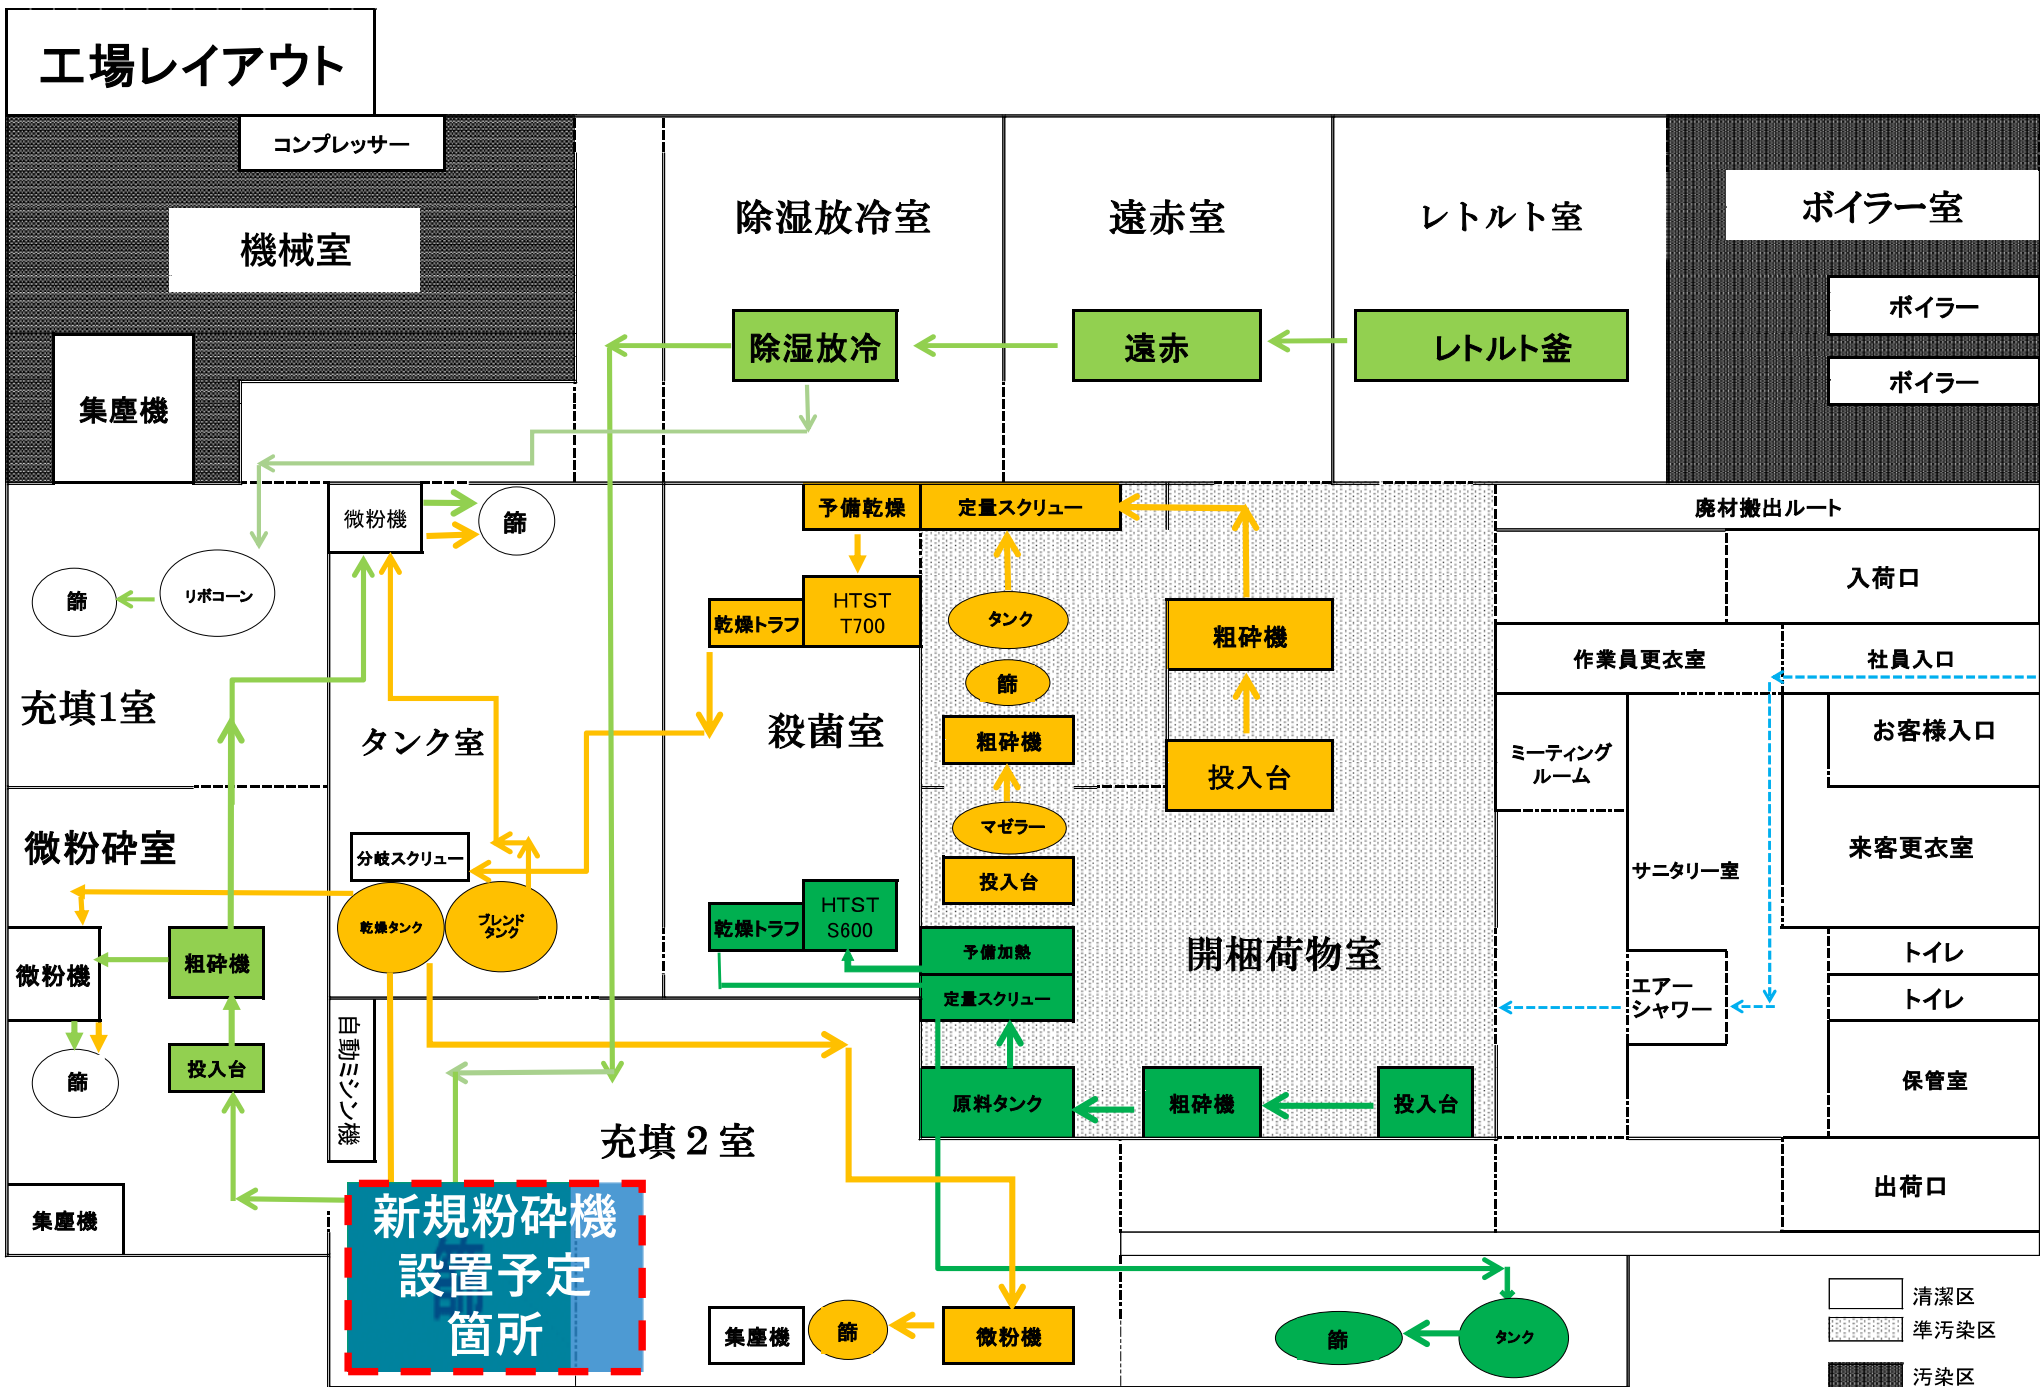 工場レイアウト
コンプレッサー
機械室
除湿放冷室
遠赤室
レトルト室
ボイラー室
ボイラー
ボイラー
除湿放冷
遠赤
レトルト釜
集塵機
微粉機
篩
予備乾燥
定量スクリュー
廃材搬出ルート
篩
リボコーン
HTST
T700
乾燥トラフ
タンク
粗砕機
入荷口
篩
作業員更衣室
社員入口
充填1室
タンク室
殺菌室
粗砕機
投入台
ミーティング
ルーム
お客様入口
微粉砕室
分岐スクリュー
マゼラー
投入台
サニタリー室
来客更衣室
乾燥タンク
ブレンド
タンク
乾燥トラフ
HTST
S600
予備加熱
開梱荷物室
トイレ
微粉機
粗砕機
定量スクリュー
エアー
シャワー
トイレ
自動ミシン機
篩
投入台
原料タンク
粗砕機
投入台
保管室
充填２室
集塵機
新規粉砕機
設置予定
箇所
篩
出荷口
集塵機
篩
微粉機
篩
タンク
清潔区
準汚染区
汚染区